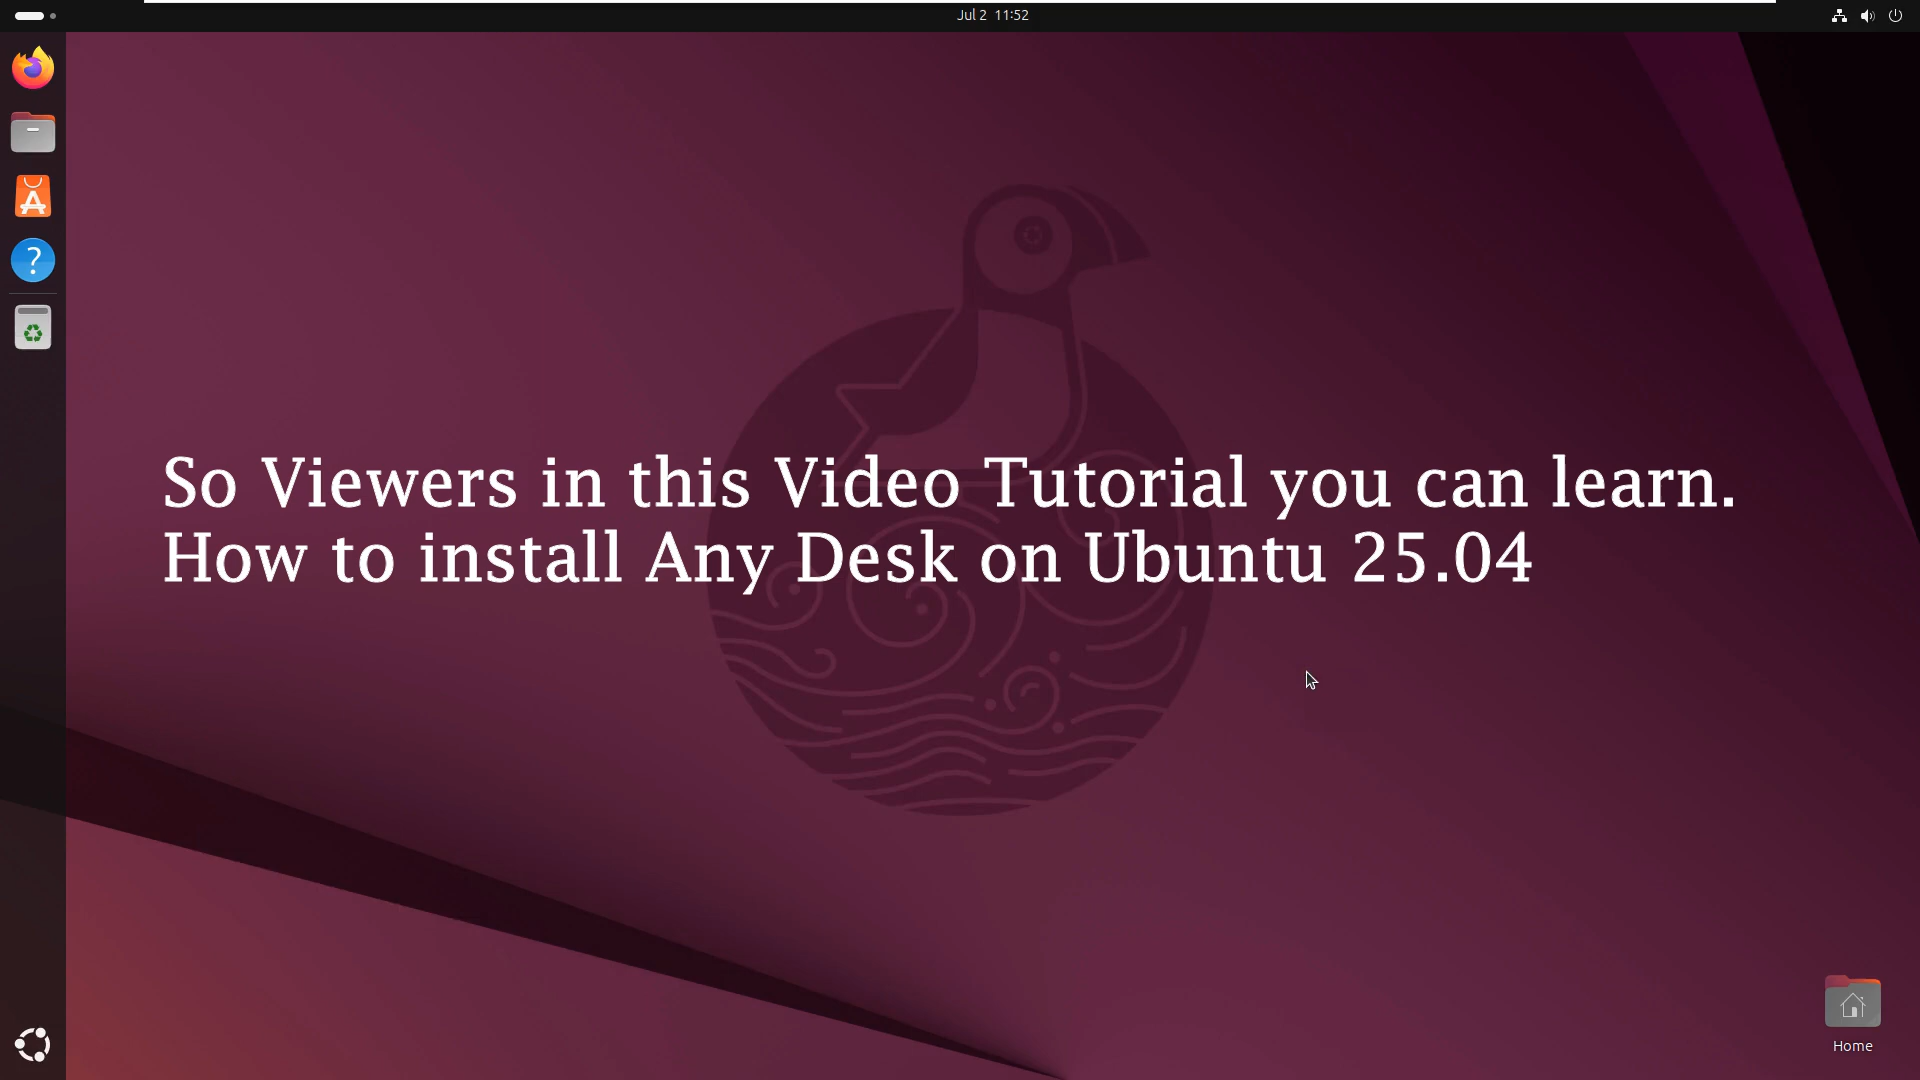 Jul 2 11:52
So Viewers in this Video Tutorial you can learn.
How to install Any Desk on Ubuntu 25.04
Home